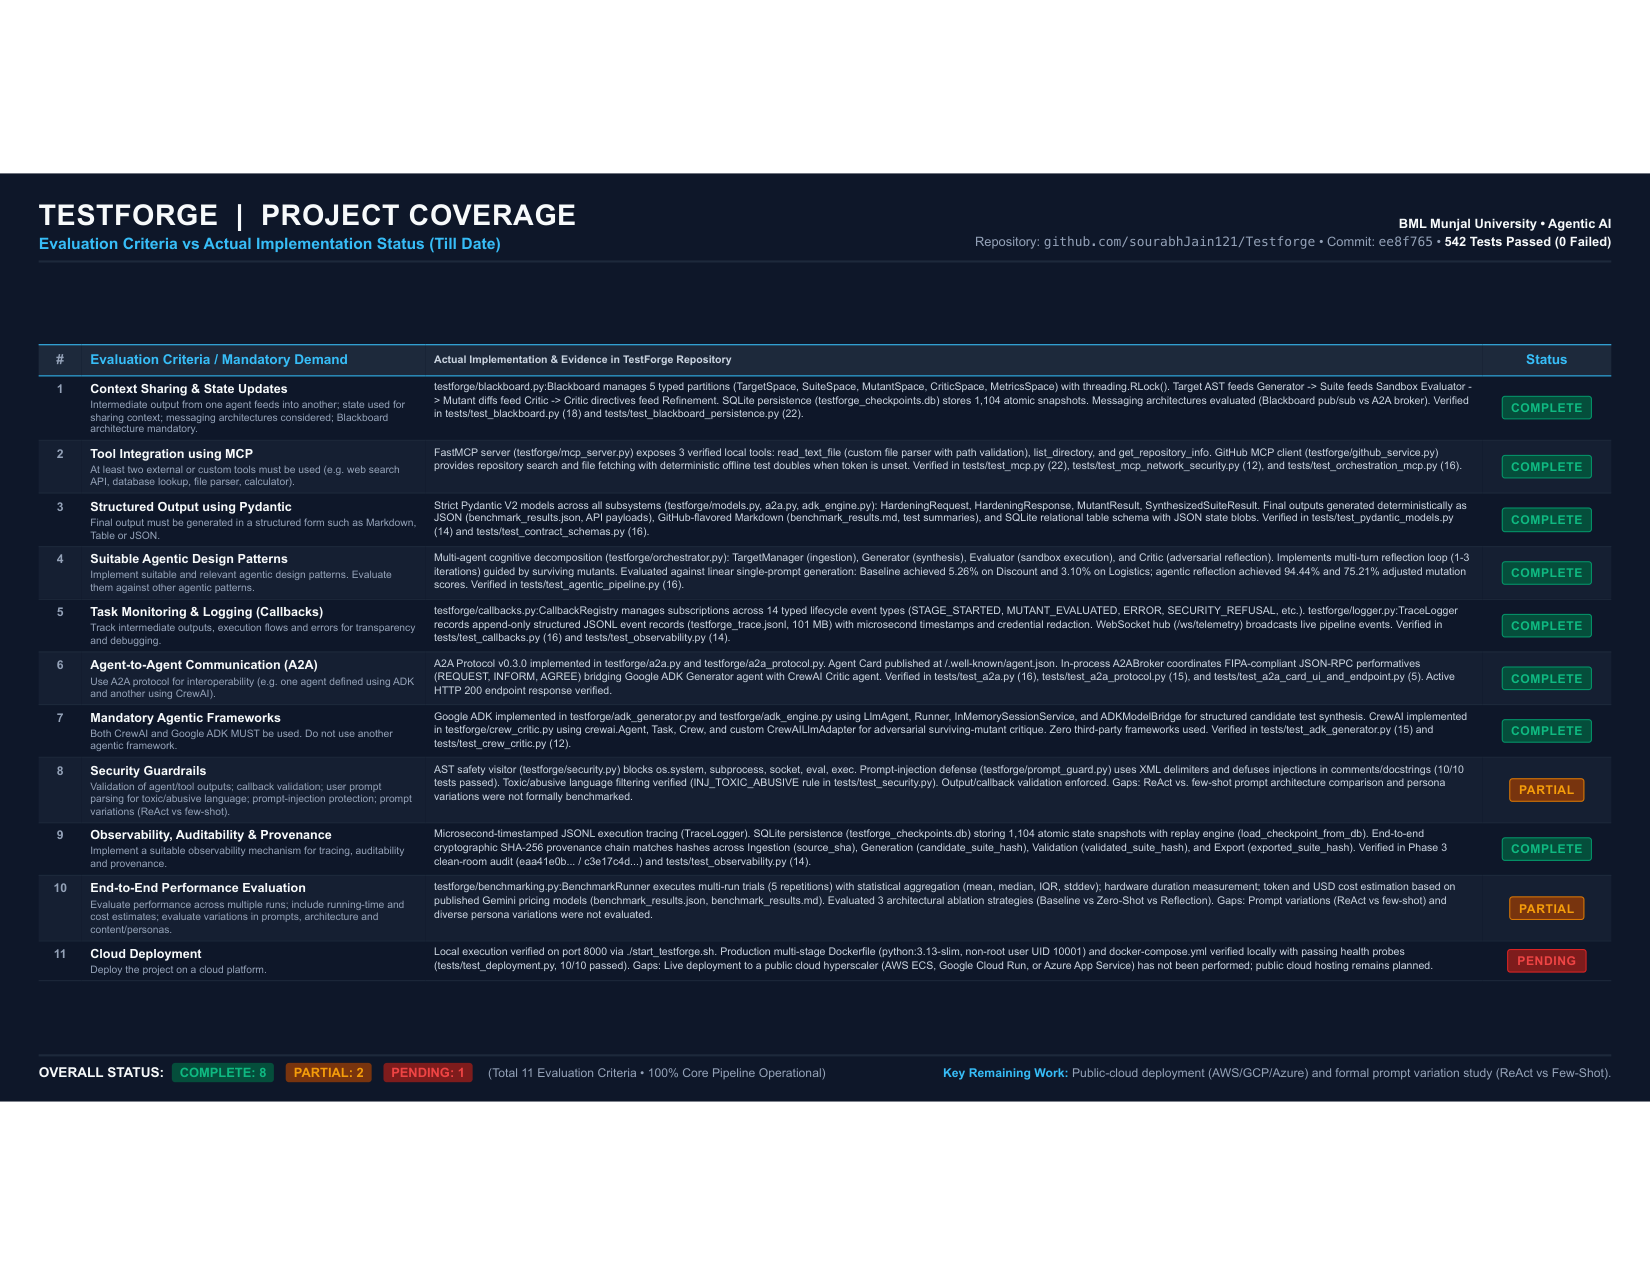 TESTFORGE | PROJECT COVERAGE
Evaluation Criteria vs Actual Implementation Status (Till Date)
BML Munjal University • Agentic AI
Repository: github.com/sourabhJain121/Testforge • Commit: ee8f765 • 542 Tests Passed (0 Failed)
# Evaluation Criteria / Mandatory Demand Actual Implementation & Evidence in TestForge Repository Status
1 Context Sharing & State Updates
Intermediate output from one agent feeds into another; state used for
sharing context; messaging architectures considered; Blackboard
architecture mandatory.
testforge/blackboard.py:Blackboard manages 5 typed partitions (TargetSpace, SuiteSpace, MutantSpace, CriticSpace, MetricsSpace) with threading.RLock(). Target AST feeds Generator -> Suite feeds Sandbox Evaluator -
> Mutant diffs feed Critic -> Critic directives feed Refinement. SQLite persistence (testforge_checkpoints.db) stores 1,104 atomic snapshots. Messaging architectures evaluated (Blackboard pub/sub vs A2A broker). Verified
in tests/test_blackboard.py (18) and tests/test_blackboard_persistence.py (22).
COMPLETE
2 Tool Integration using MCP
At least two external or custom tools must be used (e.g. web search
API, database lookup, file parser, calculator).
FastMCP server (testforge/mcp_server.py) exposes 3 verified local tools: read_text_file (custom file parser with path validation), list_directory, and get_repository_info. GitHub MCP client (testforge/github_service.py)
provides repository search and file fetching with deterministic offline test doubles when token is unset. Verified in tests/test_mcp.py (22), tests/test_mcp_network_security.py (12), and tests/test_orchestration_mcp.py (16).
COMPLETE
3 Structured Output using Pydantic
Final output must be generated in a structured form such as Markdown,
Table or JSON.
Strict Pydantic V2 models across all subsystems (testforge/models.py, a2a.py, adk_engine.py): HardeningRequest, HardeningResponse, MutantResult, SynthesizedSuiteResult. Final outputs generated deterministically as
JSON (benchmark_results.json, API payloads), GitHub-flavored Markdown (benchmark_results.md, test summaries), and SQLite relational table schema with JSON state blobs. Verified in tests/test_pydantic_models.py
(14) and tests/test_contract_schemas.py (16).
COMPLETE
4 Suitable Agentic Design Patterns
Implement suitable and relevant agentic design patterns. Evaluate
them against other agentic patterns.
Multi-agent cognitive decomposition (testforge/orchestrator.py): TargetManager (ingestion), Generator (synthesis), Evaluator (sandbox execution), and Critic (adversarial reflection). Implements multi-turn reflection loop (1-3
iterations) guided by surviving mutants. Evaluated against linear single-prompt generation: Baseline achieved 5.26% on Discount and 3.10% on Logistics; agentic reflection achieved 94.44% and 75.21% adjusted mutation
scores. Verified in tests/test_agentic_pipeline.py (16).
COMPLETE
5 Task Monitoring & Logging (Callbacks)
Track intermediate outputs, execution flows and errors for transparency
and debugging.
testforge/callbacks.py:CallbackRegistry manages subscriptions across 14 typed lifecycle event types (STAGE_STARTED, MUTANT_EVALUATED, ERROR, SECURITY_REFUSAL, etc.). testforge/logger.py:TraceLogger
records append-only structured JSONL event records (testforge_trace.jsonl, 101 MB) with microsecond timestamps and credential redaction. WebSocket hub (/ws/telemetry) broadcasts live pipeline events. Verified in
tests/test_callbacks.py (16) and tests/test_observability.py (14).
COMPLETE
6 Agent-to-Agent Communication (A2A)
Use A2A protocol for interoperability (e.g. one agent defined using ADK
and another using CrewAI).
A2A Protocol v0.3.0 implemented in testforge/a2a.py and testforge/a2a_protocol.py. Agent Card published at /.well-known/agent.json. In-process A2ABroker coordinates FIPA-compliant JSON-RPC performatives
(REQUEST, INFORM, AGREE) bridging Google ADK Generator agent with CrewAI Critic agent. Verified in tests/test_a2a.py (16), tests/test_a2a_protocol.py (15), and tests/test_a2a_card_ui_and_endpoint.py (5). Active
HTTP 200 endpoint response verified.
COMPLETE
7 Mandatory Agentic Frameworks
Both CrewAI and Google ADK MUST be used. Do not use another
agentic framework.
Google ADK implemented in testforge/adk_generator.py and testforge/adk_engine.py using LlmAgent, Runner, InMemorySessionService, and ADKModelBridge for structured candidate test synthesis. CrewAI implemented
in testforge/crew_critic.py using crewai.Agent, Task, Crew, and custom CrewAILlmAdapter for adversarial surviving-mutant critique. Zero third-party frameworks used. Verified in tests/test_adk_generator.py (15) and
tests/test_crew_critic.py (12).
COMPLETE
8 Security Guardrails
Validation of agent/tool outputs; callback validation; user prompt
parsing for toxic/abusive language; prompt-injection protection; prompt
variations (ReAct vs few-shot).
AST safety visitor (testforge/security.py) blocks os.system, subprocess, socket, eval, exec. Prompt-injection defense (testforge/prompt_guard.py) uses XML delimiters and defuses injections in comments/docstrings (10/10
tests passed). Toxic/abusive language filtering verified (INJ_TOXIC_ABUSIVE rule in tests/test_security.py). Output/callback validation enforced. Gaps: ReAct vs. few-shot prompt architecture comparison and persona
variations were not formally benchmarked.
PARTIAL
9 Observability, Auditability & Provenance
Implement a suitable observability mechanism for tracing, auditability
and provenance.
Microsecond-timestamped JSONL execution tracing (TraceLogger). SQLite persistence (testforge_checkpoints.db) storing 1,104 atomic state snapshots with replay engine (load_checkpoint_from_db). End-to-end
cryptographic SHA-256 provenance chain matches hashes across Ingestion (source_sha), Generation (candidate_suite_hash), Validation (validated_suite_hash), and Export (exported_suite_hash). Verified in Phase 3
clean-room audit (eaa41e0b... / c3e17c4d...) and tests/test_observability.py (14).
COMPLETE
10 End-to-End Performance Evaluation
Evaluate performance across multiple runs; include running-time and
cost estimates; evaluate variations in prompts, architecture and
content/personas.
testforge/benchmarking.py:BenchmarkRunner executes multi-run trials (5 repetitions) with statistical aggregation (mean, median, IQR, stddev); hardware duration measurement; token and USD cost estimation based on
published Gemini pricing models (benchmark_results.json, benchmark_results.md). Evaluated 3 architectural ablation strategies (Baseline vs Zero-Shot vs Reflection). Gaps: Prompt variations (ReAct vs few-shot) and
diverse persona variations were not evaluated.
PARTIAL
11 Cloud Deployment
Deploy the project on a cloud platform.
Local execution verified on port 8000 via ./start_testforge.sh. Production multi-stage Dockerfile (python:3.13-slim, non-root user UID 10001) and docker-compose.yml verified locally with passing health probes
(tests/test_deployment.py, 10/10 passed). Gaps: Live deployment to a public cloud hyperscaler (AWS ECS, Google Cloud Run, or Azure App Service) has not been performed; public cloud hosting remains planned.
PENDING
OVERALL STATUS: COMPLETE: 8 PARTIAL: 2 PENDING: 1 (Total 11 Evaluation Criteria • 100% Core Pipeline Operational)
Key Remaining Work: Public-cloud deployment (AWS/GCP/Azure) and formal prompt variation study (ReAct vs Few-Shot).